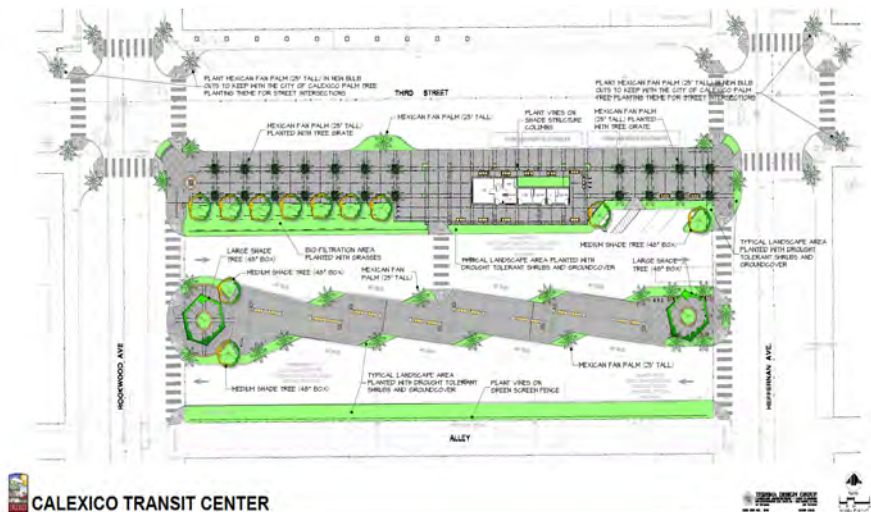 PLANT MEXICAN FAN PALM (25' TALL) IN NEW BULB
OUTS TO KEEP WITH THE CITY OF CALEXICO PALM TREE
PLANTING THEME FOR STREET INTERSECTIONS
THIRD STREET
PLANT MEXICAN FAN PALM (25' TALL) IN NEW BULB
OUTS TO KEEP WITH THE CITY OF CALEXICO PALM
TREE PLANTING THEME FOR STREET INTERSECTIONS
MEXICAN FAN PALM (25' TALL)
PLANTED WITH TREE GRATE
MEXICAN FAN PALM (25' TALL)
PLANT VINES ON
SHADE STRUCTURE
COLUMNS
MEXICAN FAN PALM
(25' TALL) PLANTED
WITH TREE GRATE
LARGE SHADE
TREE (48" BOX)
BIO-FILTRATION AREA
PLANTED WITH GRASSES
MEDIUM SHADE TREE (48" BOX)
MEXICAN FAN
PALM (25' TALL)
TYPICAL LANDSCAPE AREA PLANTED WITH
DROUGHT TOLERANT SHRUBS AND GROUNDCOVER
MEDIUM SHADE TREE (48" BOX)
LARGE SHADE
TREE (48" BOX)
TYPICAL LANDSCAPE AREA
PLANTED WITH DROUGHT
TOLERANT SHRUBS AND
GROUNDCOVER
HOOKWOOD AVE
HEFFERNAN AVE.
MEDIUM SHADE TREE (48" BOX)
TYPICAL LANDSCAPE AREA
PLANTED WITH DROUGHT TOLERANT
SHRUBS AND GROUNDCOVER
PLANT VINES ON
GREEN SCREEN FENCE
MEXICAN FAN PALM (25' TALL)
ALLEY
CALEXICO TRANSIT CENTER
DESIGN GROUP